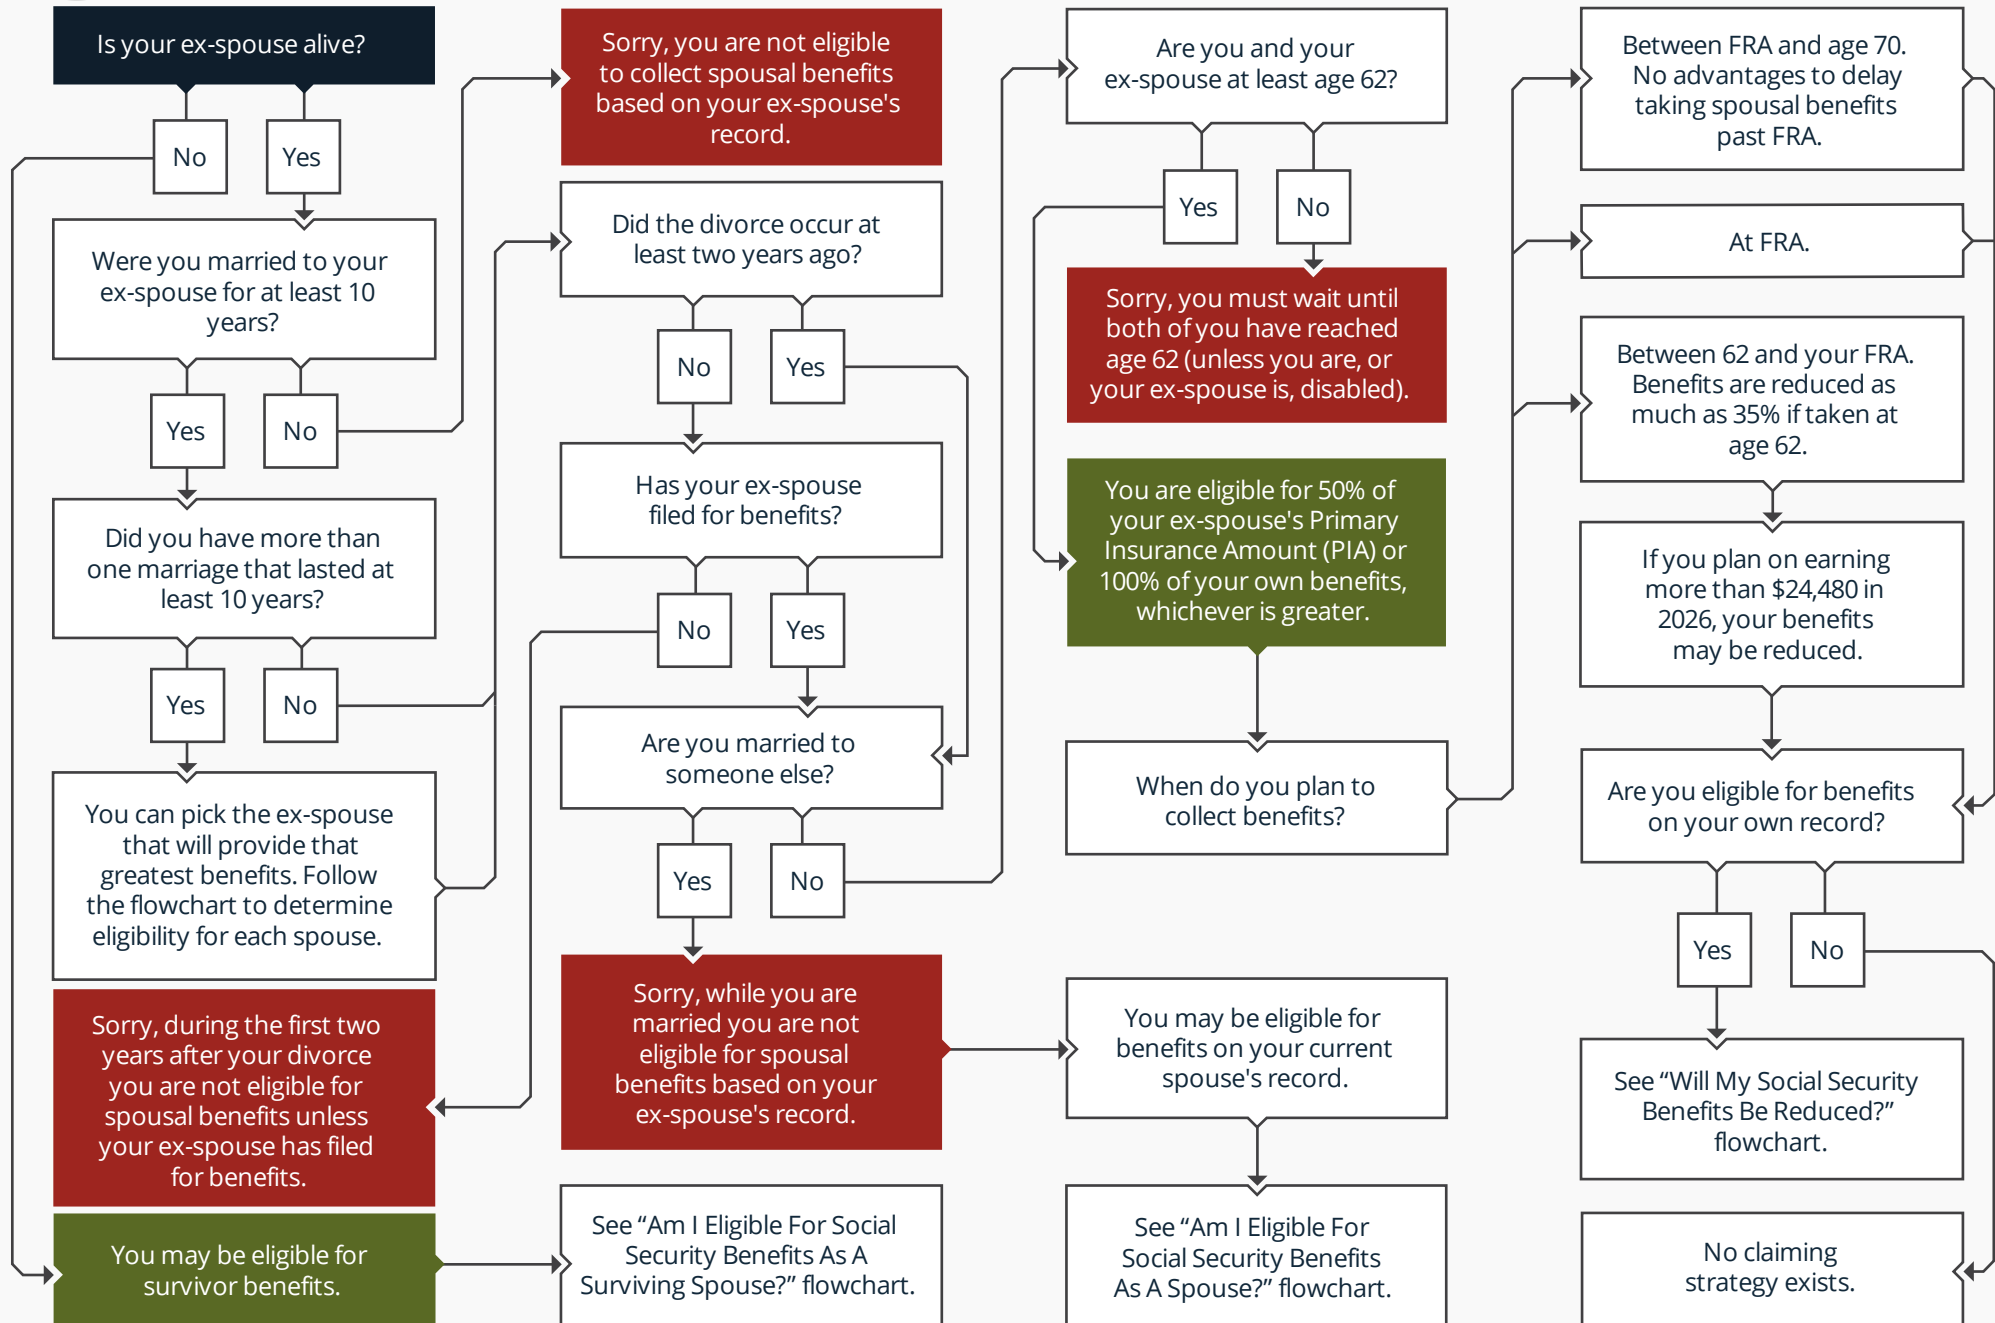 Is your ex-spouse alive?
No
Yes
Were you married to your
ex-spouse for at least 10
years?
Yes
No
Did you have more than
one marriage that lasted at
least 10 years?
Yes
No
You can pick the ex-spouse
that will provide that
greatest benefits. Follow
the flowchart to determine
eligibility for each spouse.
Sorry, during the first two
years after your divorce
you are not eligible for
spousal benefits unless
your ex-spouse has filed
for benefits.
You may be eligible for
survivor benefits.
Sorry, you are not eligible
to collect spousal benefits
based on your ex-spouse's
record.
Did the divorce occur at
least two years ago?
No
Yes
Has your ex-spouse
filed for benefits?
No
Yes
Are you married to
someone else?
Yes
No
Sorry, while you are
married you are not
eligible for spousal
benefits based on your
ex-spouse's record.
See “Am I Eligible For Social
Security Benefits As A
Surviving Spouse?” flowchart.
Are you and your
ex-spouse at least age 62?
Yes
No
Sorry, you must wait until
both of you have reached
age 62 (unless you are, or
your ex-spouse is, disabled).
You are eligible for 50% of
your ex-spouse's Primary
Insurance Amount (PIA) or
100% of your own benefits,
whichever is greater.
When do you plan to
collect benefits?
You may be eligible for
benefits on your current
spouse's record.
See “Am I Eligible For
Social Security Benefits
As A Spouse?” flowchart.
Between FRA and age 70.
No advantages to delay
taking spousal benefits
past FRA.
At FRA.
Between 62 and your FRA.
Benefits are reduced as
much as 35% if taken at
age 62.
If you plan on earning
more than $24,480 in
2026, your benefits
may be reduced.
Are you eligible for benefits
on your own record?
Yes
No
See “Will My Social Security
Benefits Be Reduced?”
flowchart.
No claiming
strategy exists.